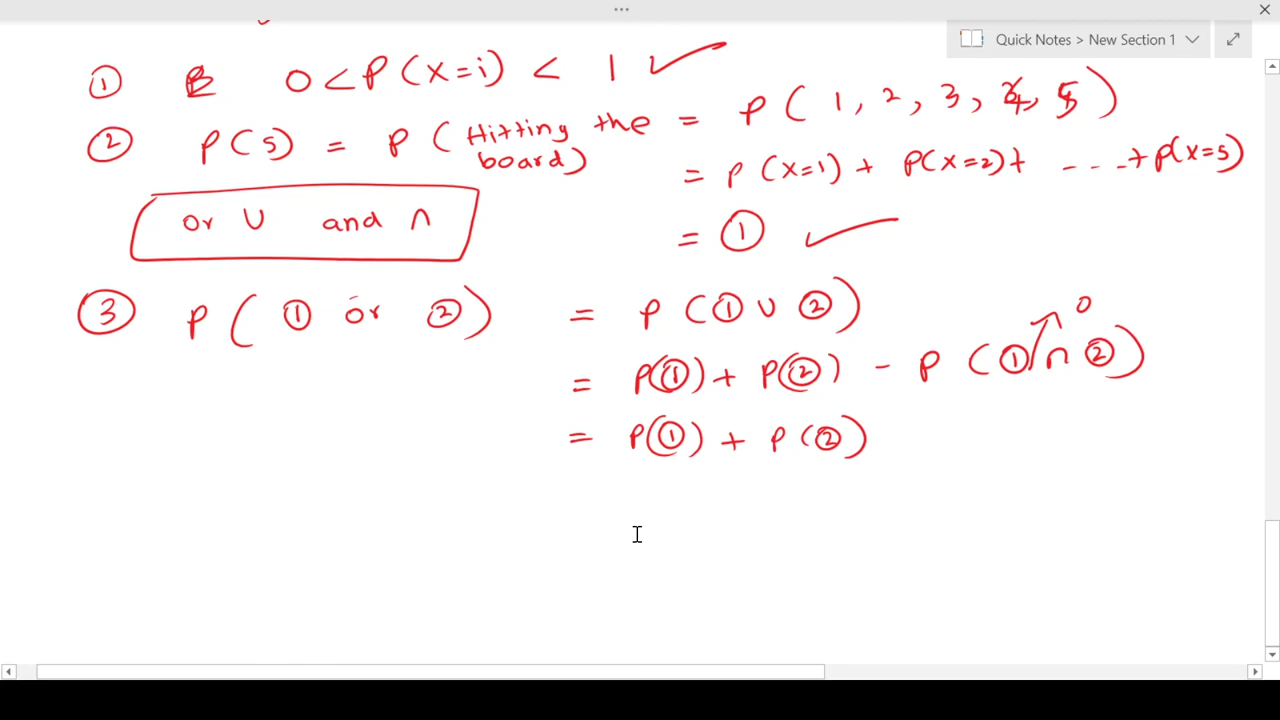 ...
Quick Notes > New Section 1
① 0 < P(X=i) < 1 ✓
② P(S) = P(Hitting the board) = P(1, 2, 3, 4, 5)
= P(X=1) + P(X=2) + - - - + P(X=5)
or ∪ and ∩
= ① ✓
③ P(① or ②) = P(① ∪ ②)
= P(①) + P(②) - P(① ∩ ②) 0
= P(①) + P(②)